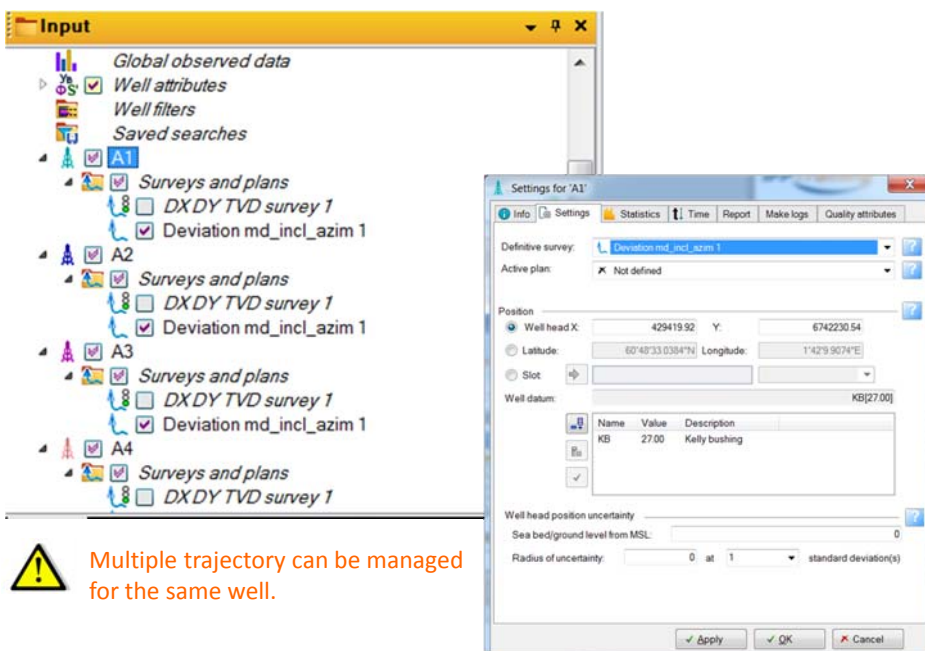 Input
Global observed data
Well attributes
Well filters
Saved searches
A1
Surveys and plans
DX DY TVD survey 1
Deviation md_incl_azim 1
A2
Surveys and plans
DX DY TVD survey 1
Deviation md_incl_azim 1
A3
Surveys and plans
DX DY TVD survey 1
Deviation md_incl_azim 1
A4
Surveys and plans
DX DY TVD survey 1
Multiple trajectory can be managed
for the same well.
Settings for 'A1'
Info Settings Statistics Time Report Make logs Quality attributes
Definitive survey: Deviation md_incl_azim 1
Active plan: Not defined
Position
Well head X: 429419.92 Y: 6742230.54
Latitude: 60°48'33.0384"N Longitude: 1°42'9.9074"E
Slot
Well datum: KB[27.00]
Name Value Description
KB 27.00 Kelly bushing
Well head position uncertainty
Sea bed/ground level from MSL: 0
Radius of uncertainty: 0 at 1 standard deviation(s)
Apply OK Cancel